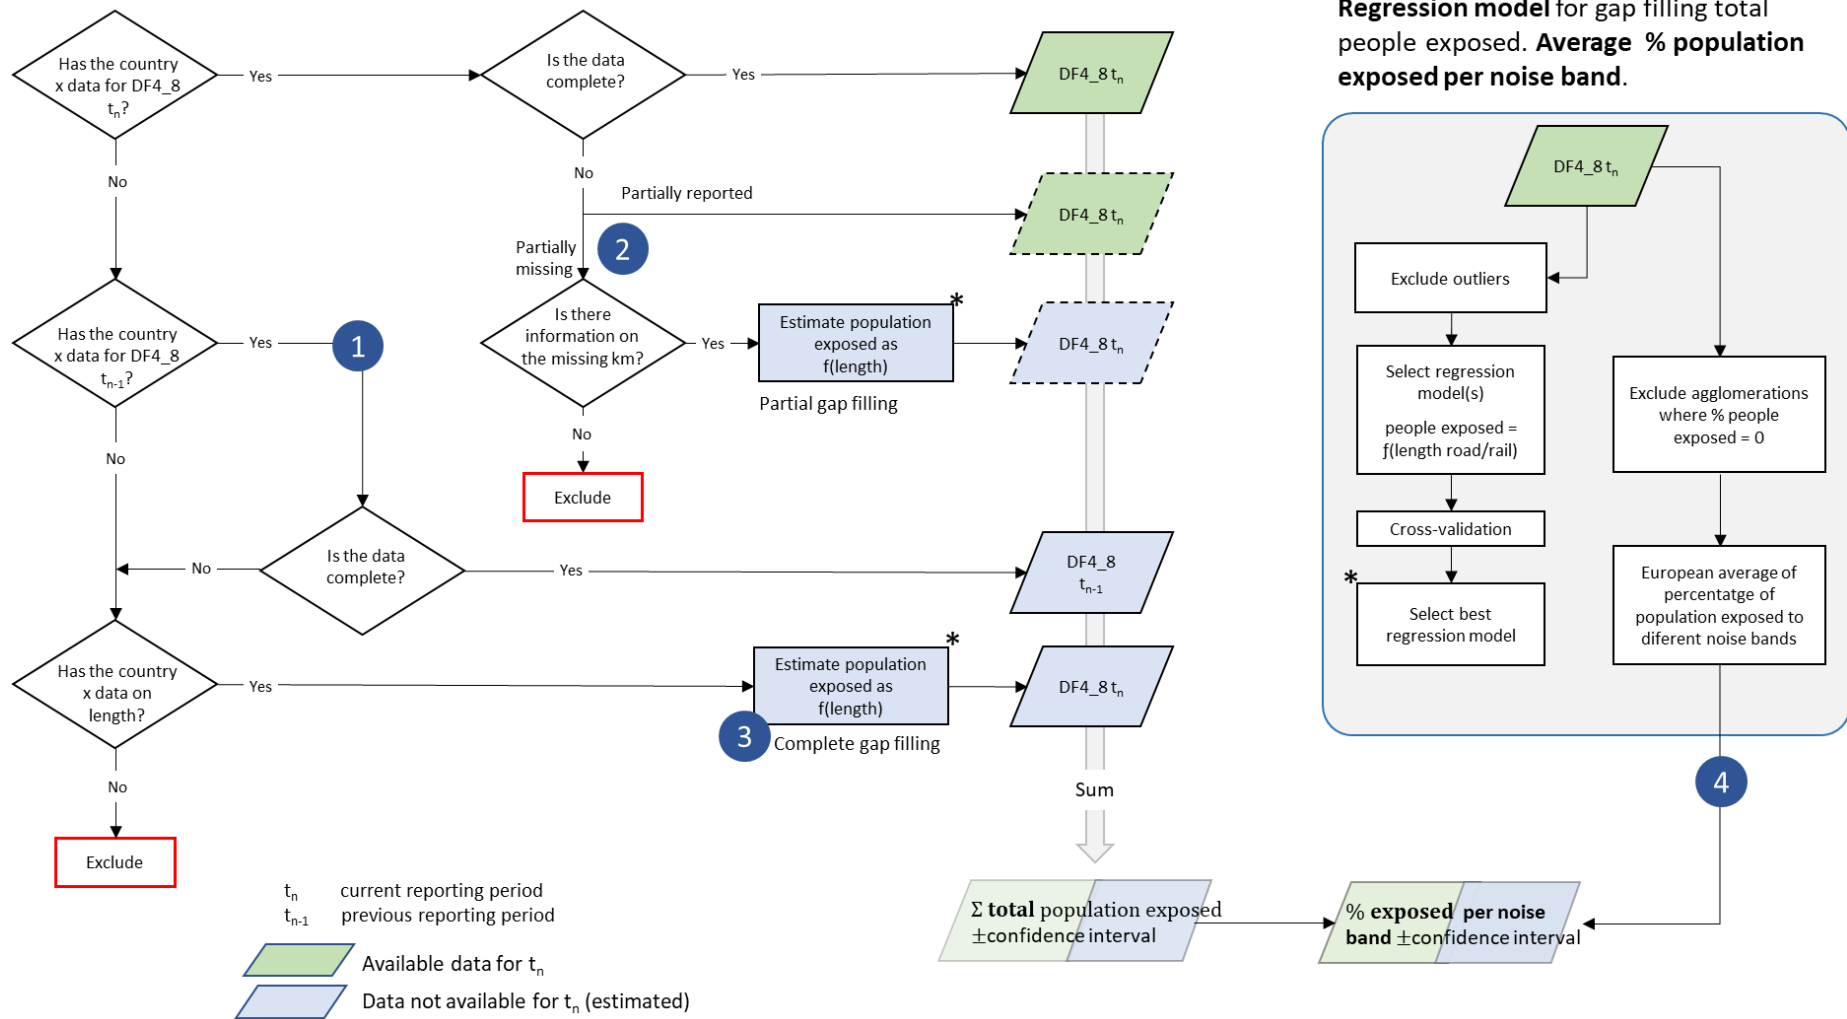 Regression model for gap filling total
people exposed. Average % population
exposed per noise band.
Has the country
x data for DF4_8
tn?
Yes
Is the data
complete?
Yes
DF4_8 tn
No
No
Partially reported
DF4_8 tn
2
Partially
missing
Has the country
x data for DF4_8
tn-1?
Yes
1
Is there
information on
the missing km?
Yes
Estimate population
exposed as
f(length)
*
Partial gap filling
DF4_8 tn
No
Exclude
No
Is the data
complete?
No
Yes
DF4_8
tn-1
Has the country
x data on
length?
Yes
Estimate population
exposed as
f(length)
*
3
Complete gap filling
DF4_8 tn
No
Exclude
Sum
Σ total population exposed
±confidence interval
% exposed per noise
band ±confidence interval
DF4_8 tn
Exclude outliers
Select regression
model(s)
people exposed =
ƒ(length road/rail)
Cross-validation
*
Select best
regression model
Exclude agglomerations
where % people
exposed = 0
European average of
percentatge of
population exposed to
diferent noise bands
4
tn current reporting period
tn-1 previous reporting period
Available data for tn
Data not available for tn (estimated)